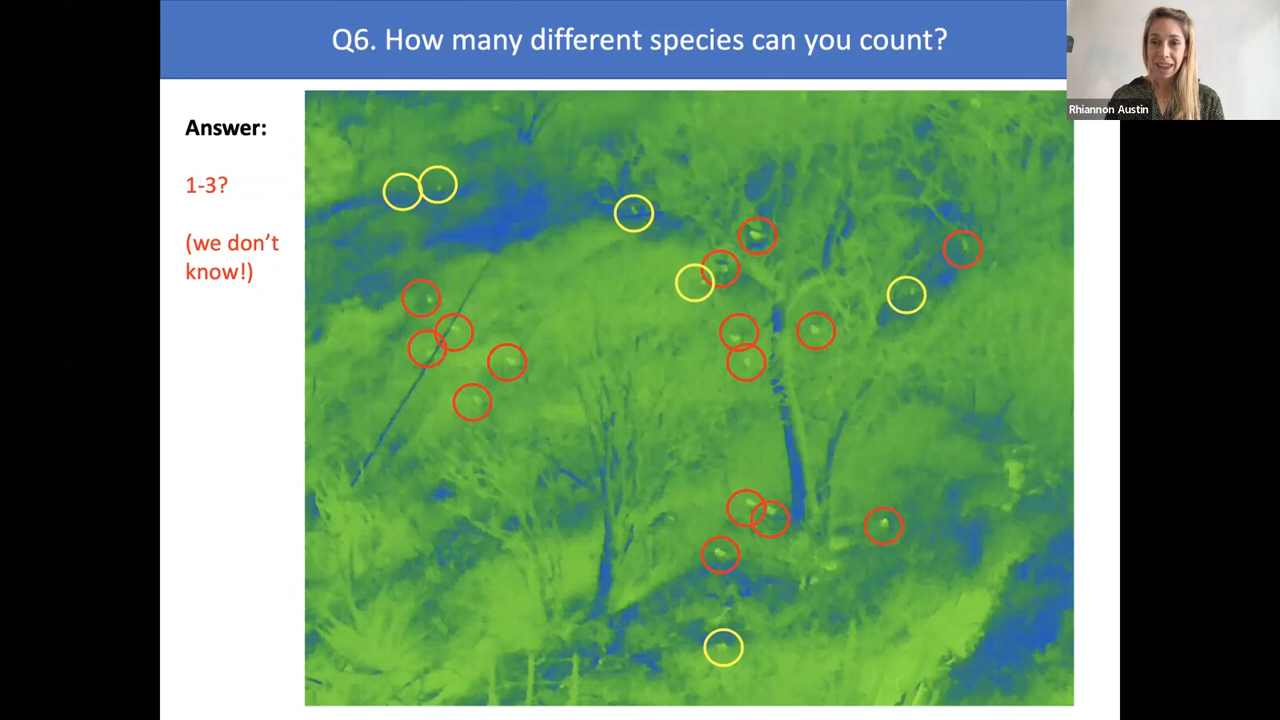 Q6. How many different species can you count?
Rhiannon Austin
Answer:
1-3?
(we don’t
know!)